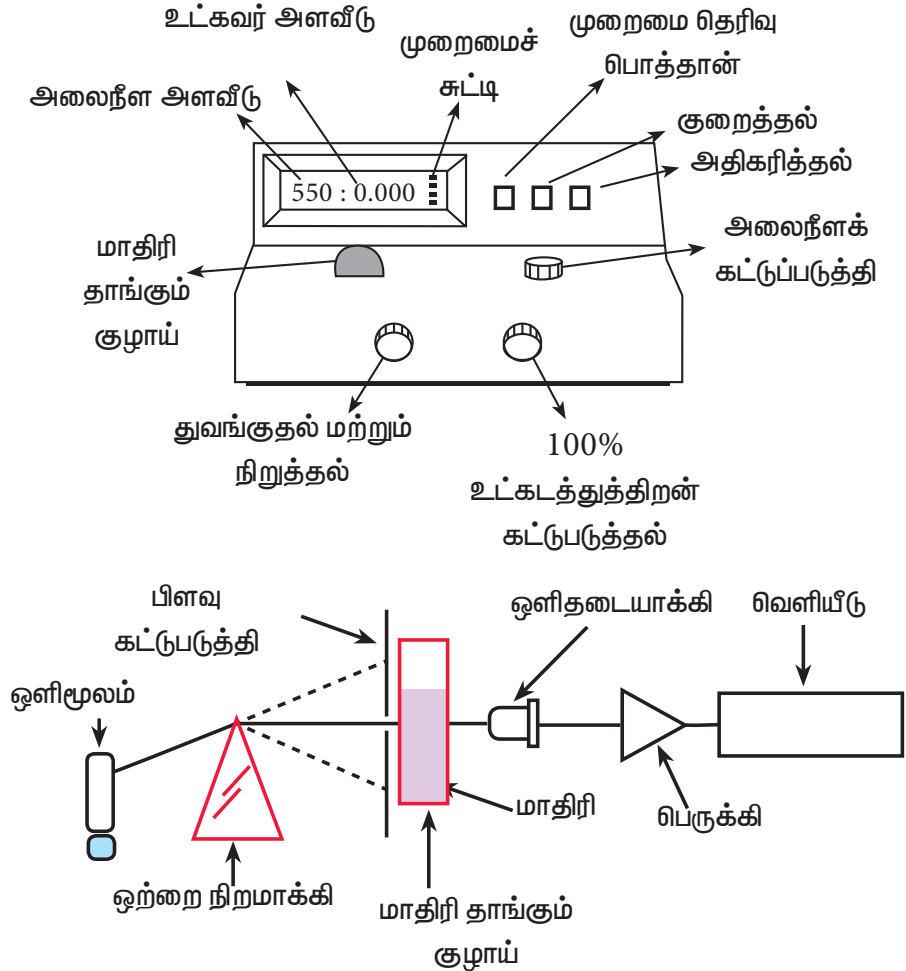 உட்கவர் அளவீடு
முறைமைச்
சுட்டி
முறைமை தெரிவு
பொத்தான்
அலைநீள அளவீடு
குறைத்தல்
அதிகரித்தல்
550 : 0.000
மாதிரி
தாங்கும்
குழாய்
அலைநீளக்
கட்டுப்படுத்தி
துவங்குதல் மற்றும்
நிறுத்தல்
100%
உட்கடத்துத்திறன்
கட்டுபடுத்தல்
பிளவு
கட்டுபடுத்தி
ஒளிதடையாக்கி
வெளியீடு
ஒளிமூலம்
மாதிரி
பெருக்கி
ஒற்றை நிறமாக்கி
மாதிரி தாங்கும்
குழாய்